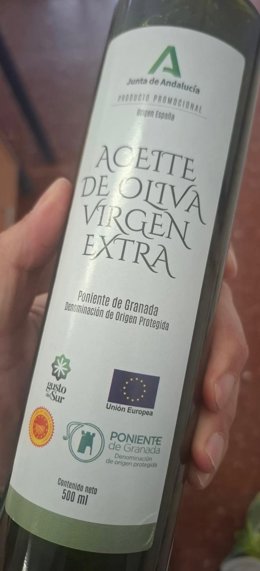 Junta de Andalucía
PRODUCTO PROMOCIONAL
Origen España
ACEITE
DE OLIVA
VIRGEN
EXTRA
Poniente de Granada
Denominación de Origen Protegida
gusto
del Sur
Unión Europea
PONIENTE
de Granada
Denominación
de origen protegida
Contenido neto
500 ml